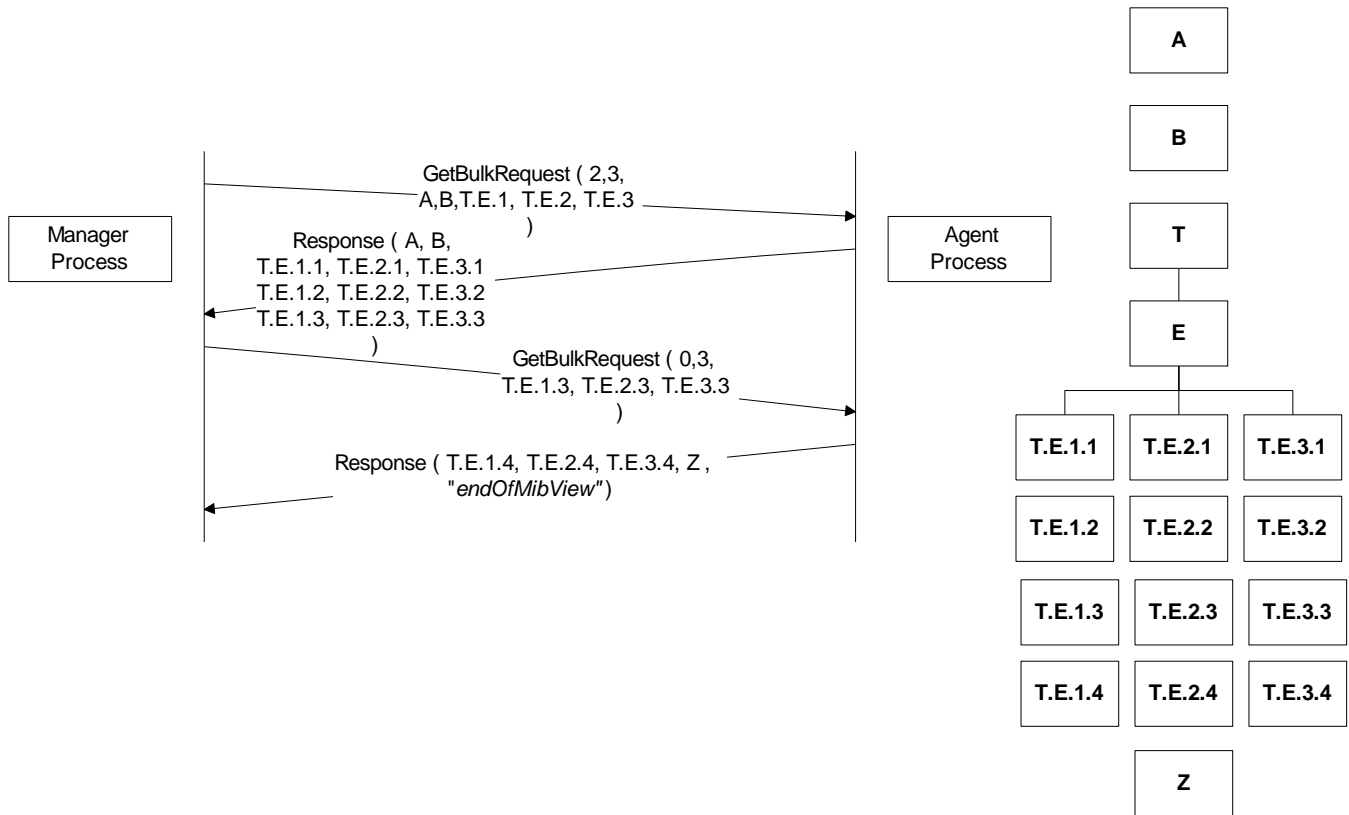 A
B
GetBulkRequest ( 2,3,
A,B,T.E.1, T.E.2, T.E.3
)
Manager
Process
Response ( A, B,
T.E.1.1, T.E.2.1, T.E.3.1
T.E.1.2, T.E.2.2, T.E.3.2
T.E.1.3, T.E.2.3, T.E.3.3
)
Agent
Process
T
E
GetBulkRequest ( 0,3,
T.E.1.3, T.E.2.3, T.E.3.3
)
Response ( T.E.1.4, T.E.2.4, T.E.3.4, Z ,
"endOfMibView")
T.E.1.1 T.E.2.1 T.E.3.1
T.E.1.2 T.E.2.2 T.E.3.2
T.E.1.3 T.E.2.3 T.E.3.3
T.E.1.4 T.E.2.4 T.E.3.4
Z